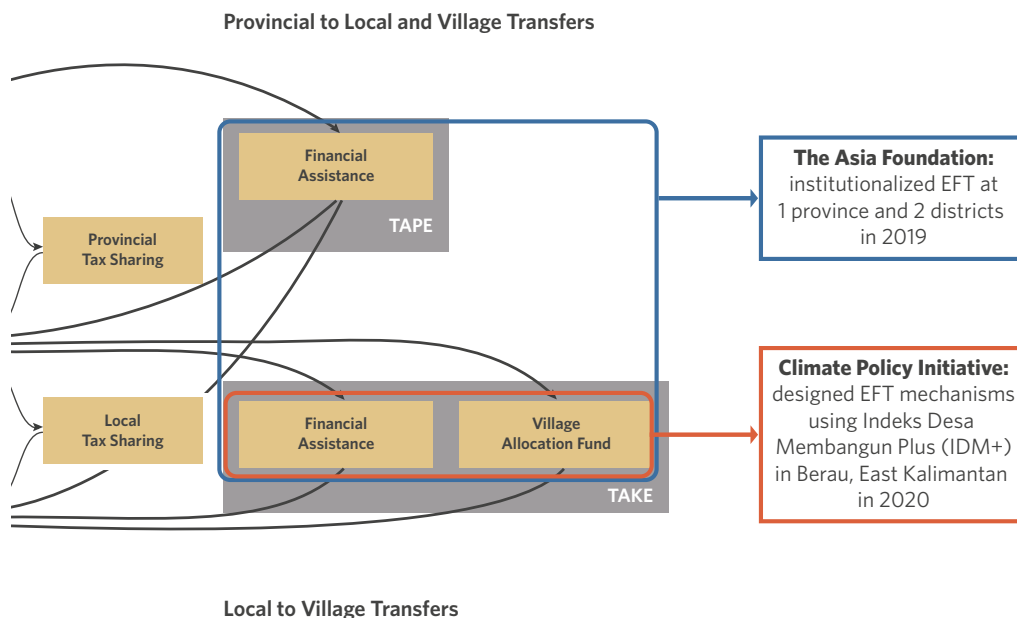 Provincial to Local and Village Transfers
Financial
Assistance
TAPE
Provincial
Tax Sharing
The Asia Foundation:
institutionalized EFT at
1 province and 2 districts
in 2019
Local
Tax Sharing
Financial
Assistance
Village
Allocation Fund
TAKE
Climate Policy Initiative:
designed EFT mechanisms
using Indeks Desa
Membangun Plus (IDM+)
in Berau, East Kalimantan
in 2020
Local to Village Transfers